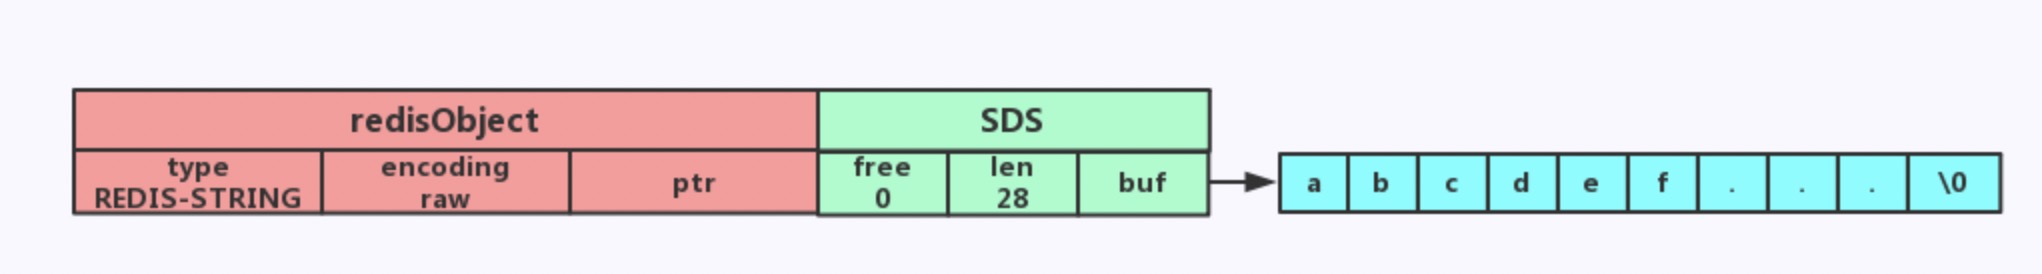 redisObject SDS
type encoding ptr free len buf a b c d e f . . . \0
REDIS-STRING raw 0 28